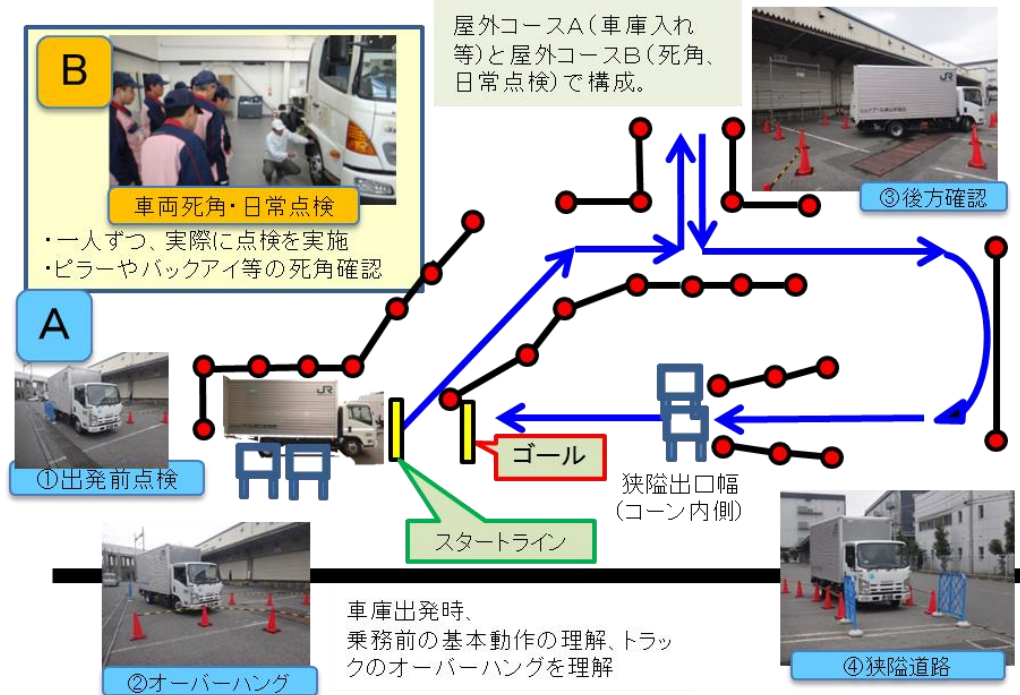 屋外コースA(車庫入れ
等)と屋外コースB(死角、
日常点検)で構成。
B
車両死角・日常点検
・一人ずつ、実際に点検を実施
・ピラーやバックアイ等の死角確認
JR
③後方確認
A
JR
①出発前点検
ゴール
狭隘出口幅
(コーン内側)
スタートライン
車庫出発時、
乗務前の基本動作の理解、トラッ
クのオーバーハングを理解
②オーバーハング
④狭隘道路